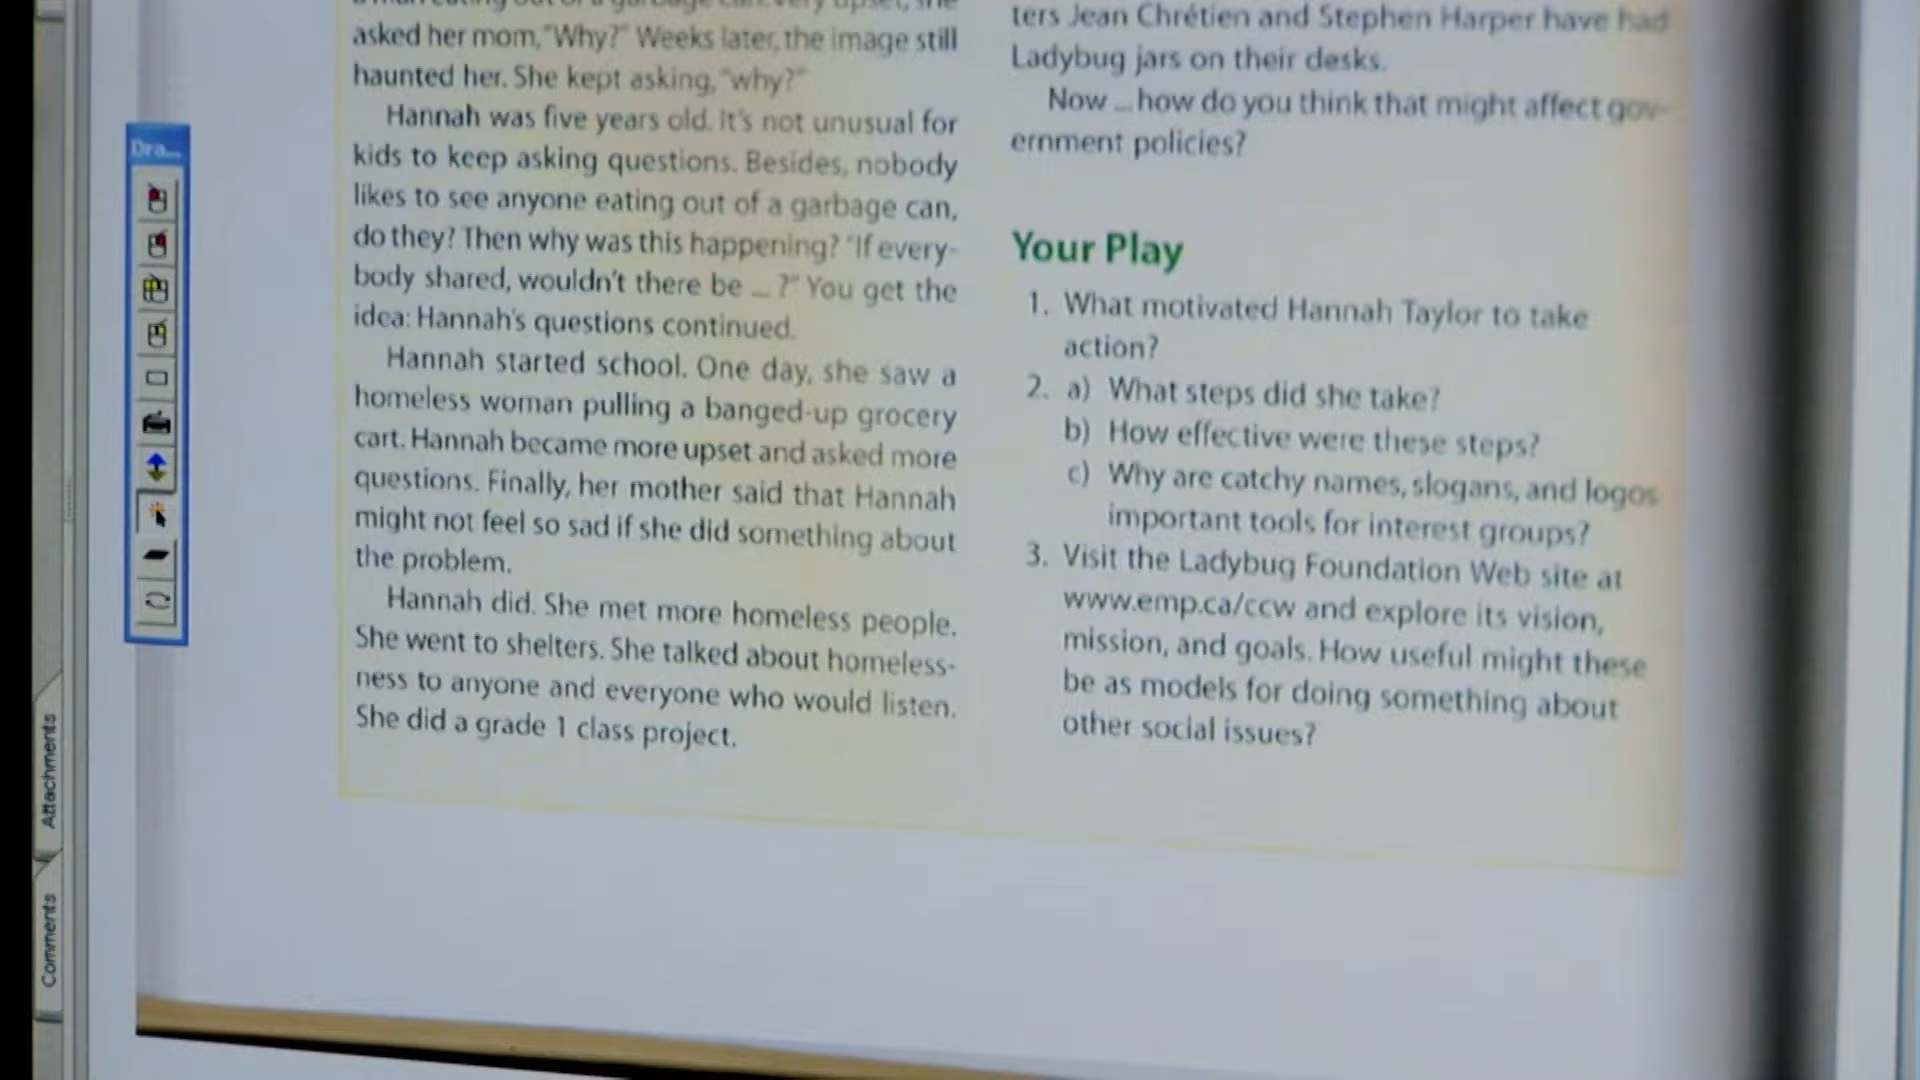 asked her mom, "Why?" Weeks later, the image still
haunted her. She kept asking, "why?"
Hannah was five years old. It's not unusual for
kids to keep asking questions. Besides, nobody
likes to see anyone eating out of a garbage can,
do they? Then why was this happening? "If every-
body shared, wouldn't there be ... ?" You get the
idea: Hannah's questions continued.
Hannah started school. One day, she saw a
homeless woman pulling a banged-up grocery
cart. Hannah became more upset and asked more
questions. Finally, her mother said that Hannah
might not feel so sad if she did something about
the problem.
Hannah did. She met more homeless people.
She went to shelters. She talked about homeless-
ness to anyone and everyone who would listen.
She did a grade 1 class project.
ters Jean Chrétien and Stephen Harper have had
Ladybug jars on their desks.
Now ... how do you think that might affect gov-
ernment policies?
Your Play
1. What motivated Hannah Taylor to take
action?
2. a) What steps did she take?
b) How effective were these steps?
c) Why are catchy names, slogans, and logos
important tools for interest groups?
3. Visit the Ladybug Foundation Web site at
www.emp.ca/ccw and explore its vision,
mission, and goals. How useful might these
be as models for doing something about
other social issues?
Dra...
Attachments
Comments